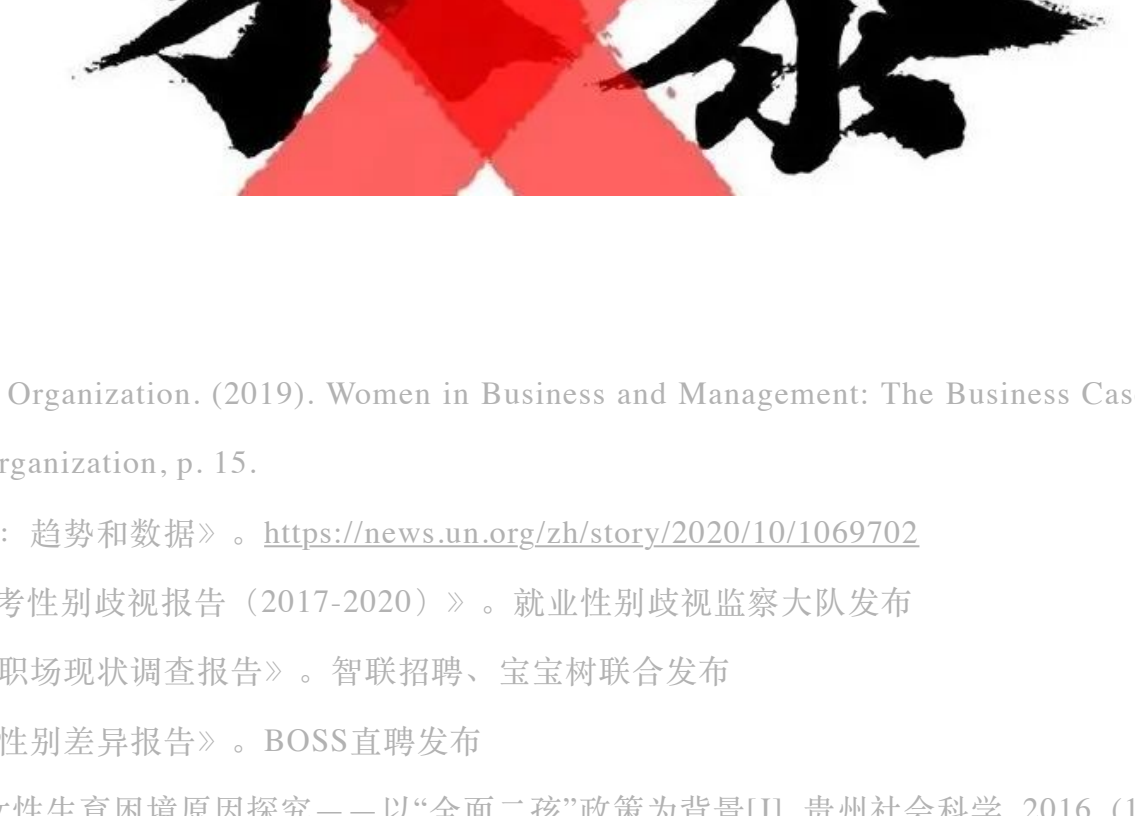 Organization. (2019). Women in Business and Management: The Business Cas
rganization, p. 15.
：趋势和数据》。https://news.un.org/zh/story/2020/10/1069702
考性别歧视报告（2017-2020）》。就业性别歧视监察大队发布
职场现状调查报告》。智联招聘、宝宝树联合发布
性别差异报告》。BOSS直聘发布
女性生育困境原因探究——以“全面二孩”政策为背景[J]. 贵州社会科学, 2016, (1